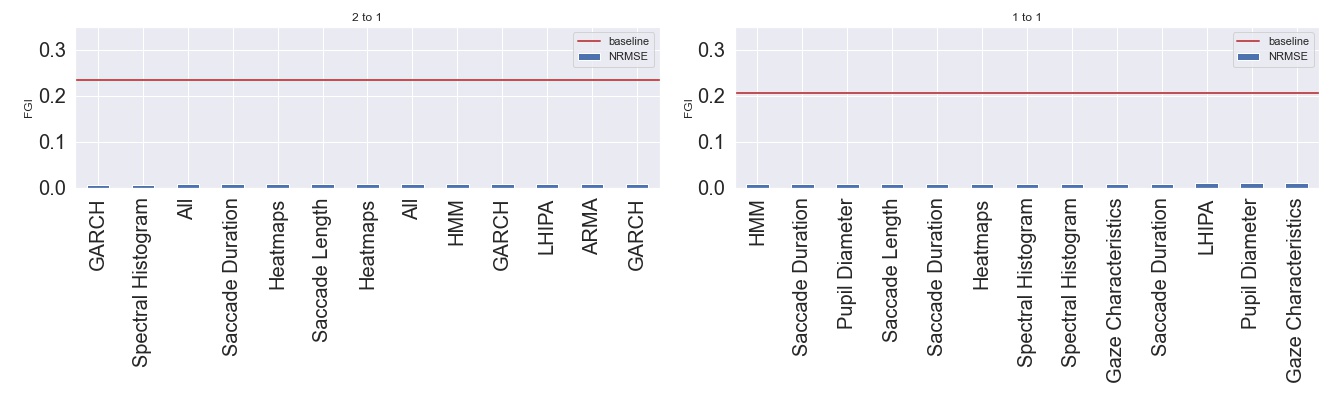 2 to 1
FGI
0.3
0.2
0.1
0.0
baseline
NRMSE
GARCH
Spectral Histogram
All
Saccade Duration
Heatmaps
Saccade Length
Heatmaps
All
HMM
GARCH
LHIPA
ARMA
GARCH
1 to 1
FGI
0.3
0.2
0.1
0.0
baseline
NRMSE
HMM
Saccade Duration
Pupil Diameter
Saccade Length
Saccade Duration
Heatmaps
Spectral Histogram
Spectral Histogram
Gaze Characteristics
Saccade Duration
LHIPA
Pupil Diameter
Gaze Characteristics